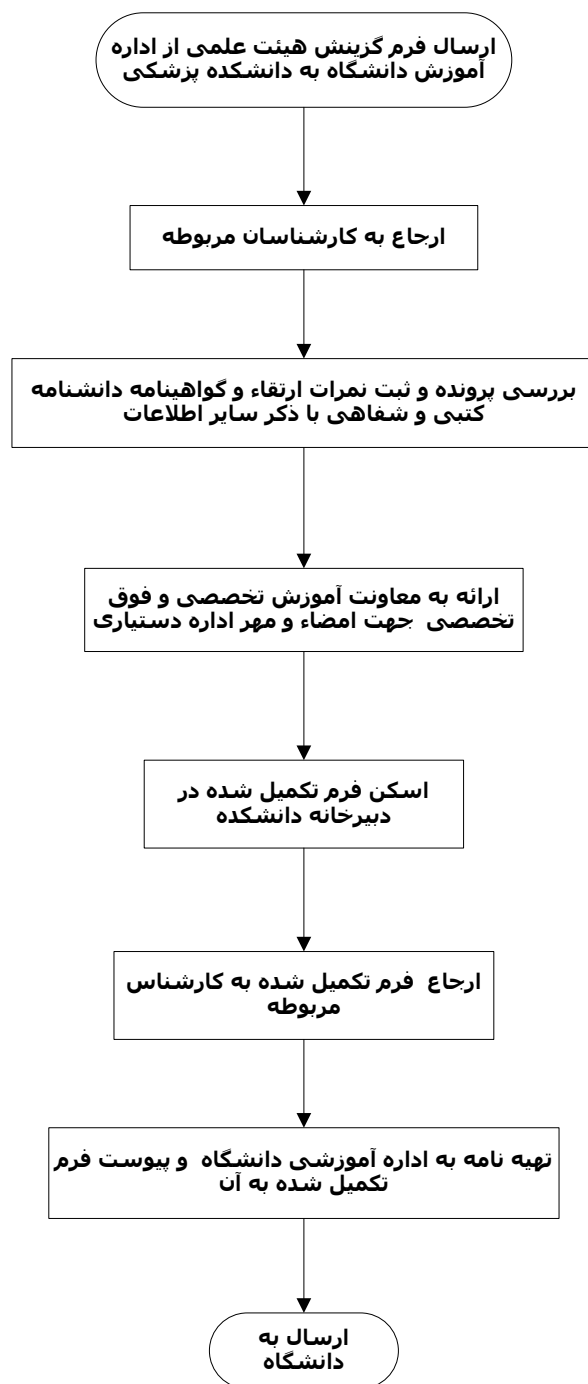 ارسال فرم گزینش هیئت علمی از اداره
آموزش دانشگاه به دانشکده پزشکی
ارجاع به کارشناسان مربوطه
بررسی پرونده و ثبت نمرات ارتقاء و گواهینامه دانشنامه
کتبی و شفاهی با ذکر سایر اطلاعات
ارائه به معاونت آموزش تخصصی و فوق
تخصصی جهت امضاء و مهر اداره دستیاری
اسکن فرم تکمیل شده در
دبیرخانه دانشکده
ارجاع فرم تکمیل شده به کارشناس
مربوطه
تهیه نامه به اداره آموزشی دانشگاه و پیوست فرم
تکمیل شده به آن
ارسال به
دانشگاه